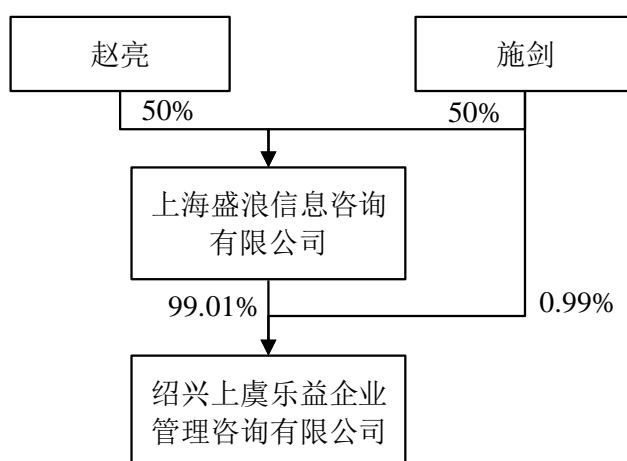 赵亮
施剑
50%
50%
上海盛浪信息咨询
有限公司
99.01%
0.99%
绍兴上虞乐益企业
管理咨询有限公司